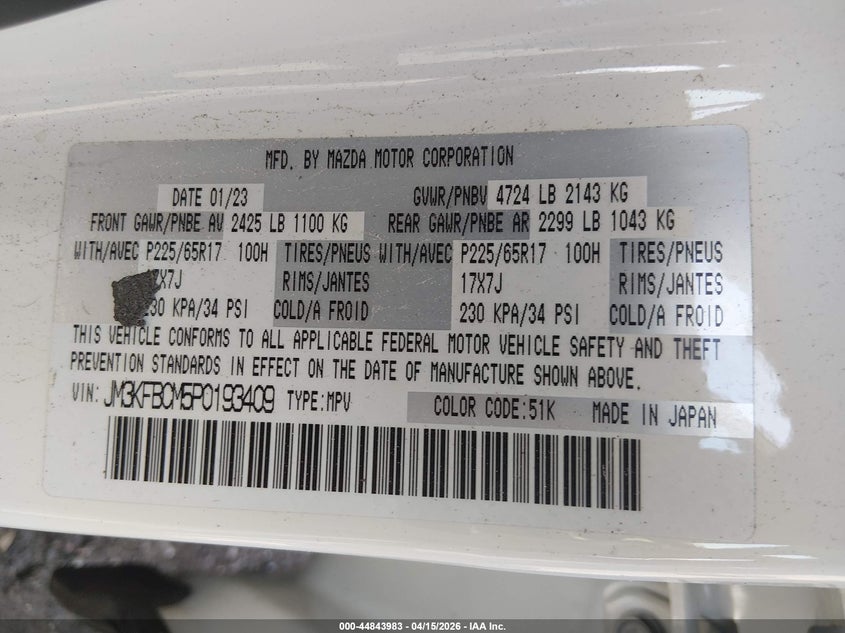 MFD. BY MAZDA MOTOR CORPORATION
DATE 01/23 GVWR/PNBV 4724 LB 2143 KG
FRONT GAWR/PNBE AV 2425 LB 1100 KG REAR GAWR/PNBE AR 2299 LB 1043 KG
WITH/AVEC P225/65R17 100H TIRES/PNEUS WITH/AVEC P225/65R17 100H TIRES/PNEUS
17X7J RIMS/JANTES 17X7J RIMS/JANTES
230 KPA/34 PSI COLD/A FROID 230 KPA/34 PSI COLD/A FROID
THIS VEHICLE CONFORMS TO ALL APPLICABLE FEDERAL MOTOR VEHICLE SAFETY AND THEFT
PREVENTION STANDARDS IN EFFECT ON THE DATE OF MANUFACTURE SHOWN ABOVE.
VIN: JM3KFBCM5P0193409 TYPE:MPV COLOR CODE:51K MADE IN JAPAN
000-44843983 - 04/15/2026 - IAA Inc.